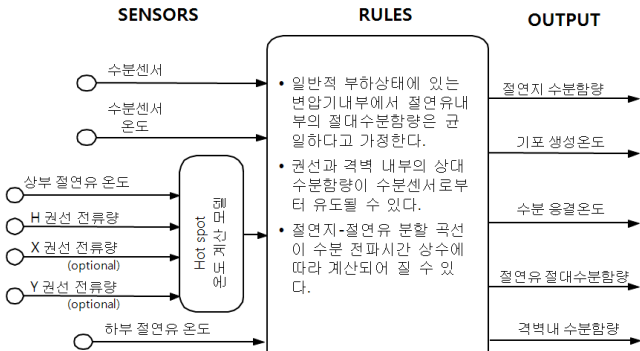 SENSORS
RULES
OUTPUT
수분센서
수분센서
온도
상부 절연유 온도
H 권선 전류량
X 권선 전류량
(optional)
Y 권선 전류량
(optional)
하부 절연유 온도
Hot spot
온도 계산 모델
• 일반적 부하상태에 있는
변압기내부에서 절연유내
부의 절대수분함량은 균
일하다고 가정한다.
• 권선과 격벽 내부의 상대
수분함량이 수분센서로부
터 유도될 수 있다.
• 절연지-절연유 분할 곡선
이 수분 전파시간 상수에
따라 계산되어 질 수 있
다.
절연지 수분함량
기포 생성온도
수분 응결온도
절연유 절대수분함량
격벽내 수분함량